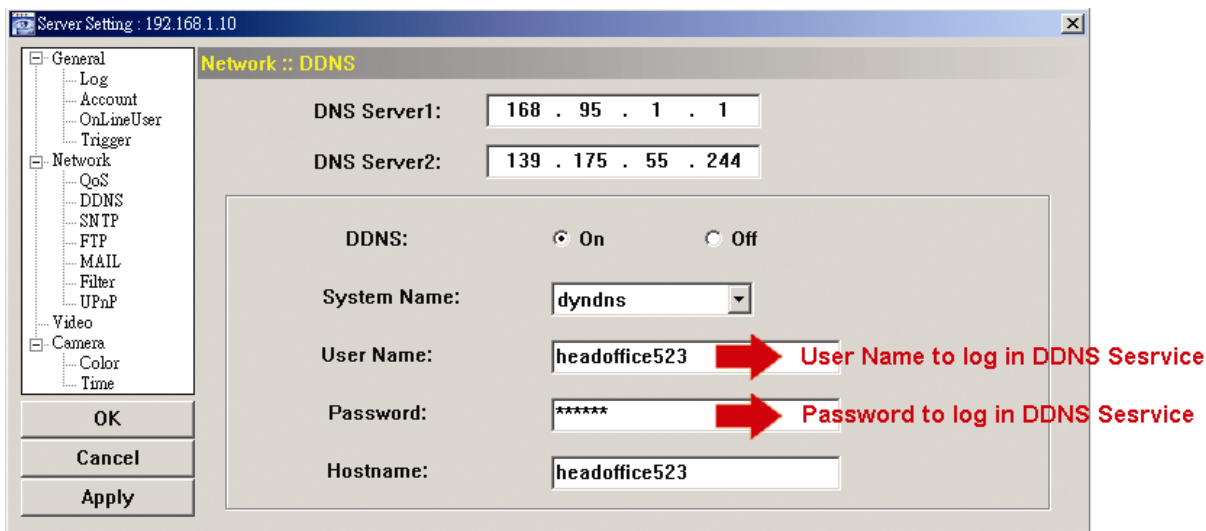 Server Setting : 192.168.1.10
General
Log
Account
OnLineUser
Trigger
Network
QoS
DDNS
SNTP
FTP
MAIL
Filter
UPnP
Video
Camera
Color
Time
OK
Cancel
Apply
Network :: DDNS
DNS Server1: 168 . 95 . 1 . 1
DNS Server2: 139 . 175 . 55 . 244
DDNS: On Off
System Name: dyndns
User Name: headoffice523 User Name to log in DDNS Sesrvice
Password: ****** Password to log in DDNS Sesrvice
Hostname: headoffice523